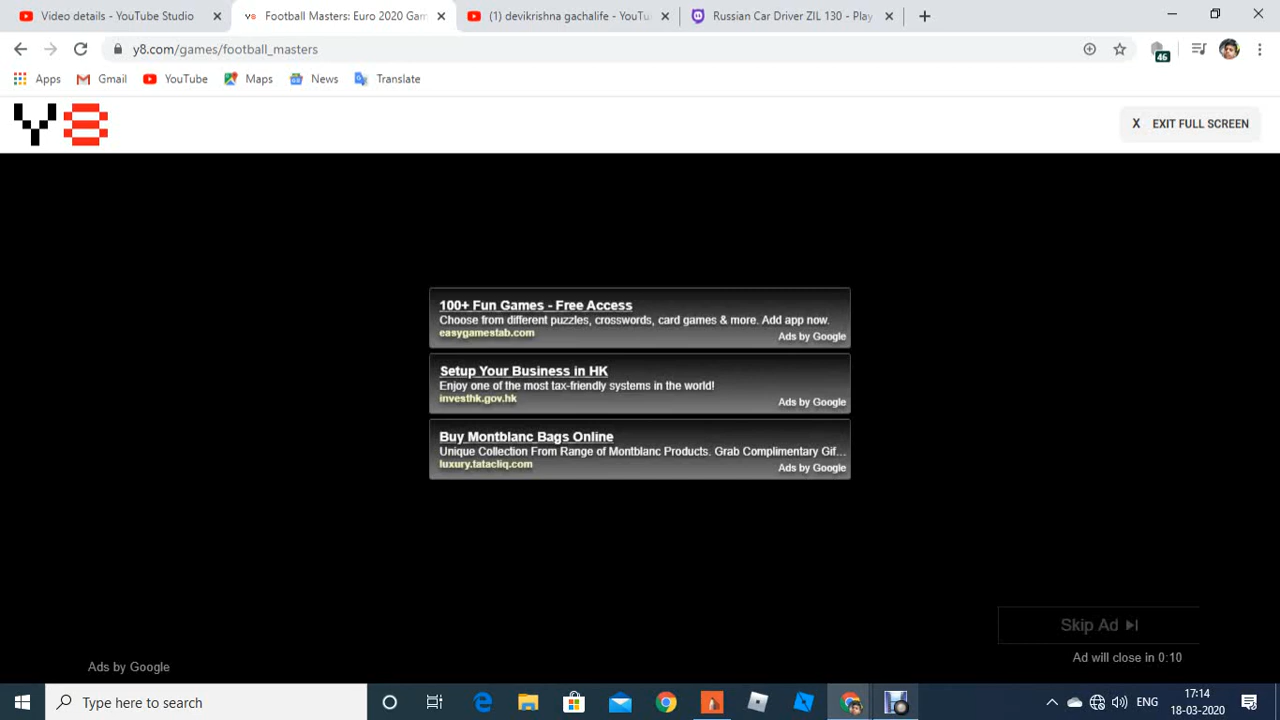 Video details - YouTube Studio
Football Masters: Euro 2020 Gam
(1) devikrishna gachalife - YouTu
Russian Car Driver ZIL 130 - Play
y8.com/games/football_masters
46
Apps
Gmail
YouTube
Maps
News
Translate
Y8
X EXIT FULL SCREEN
100+ Fun Games - Free Access
Choose from different puzzles, crosswords, card games & more. Add app now.
easygamestab.com
Ads by Google
Setup Your Business in HK
Enjoy one of the most tax-friendly systems in the world!
investhk.gov.hk
Ads by Google
Buy Montblanc Bags Online
Unique Collection From Range of Montblanc Products. Grab Complimentary Gif...
luxury.tatacliq.com
Ads by Google
Skip Ad
Ad will close in 0:10
Ads by Google
Type here to search
ENG
17:14
18-03-2020